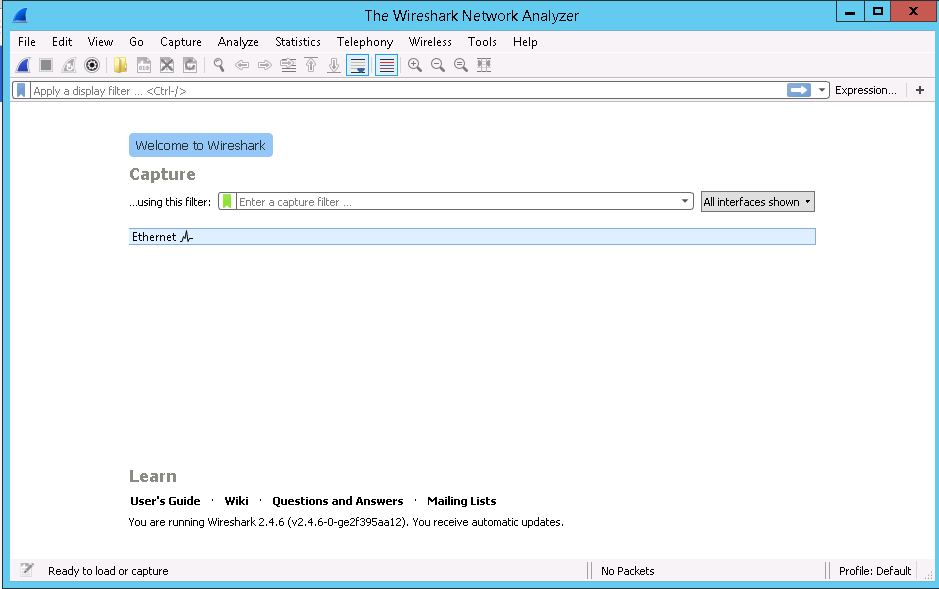 The Wireshark Network Analyzer
File Edit View Go Capture Analyze Statistics Telephony Wireless Tools Help
Apply a display filter ... <Ctrl-/> Expression... +
Welcome to Wireshark
Capture
...using this filter: Enter a capture filter ... All interfaces shown
Ethernet
Learn
User's Guide · Wiki · Questions and Answers · Mailing Lists
You are running Wireshark 2.4.6 (v2.4.6-0-ge2f395aa12). You receive automatic updates.
Ready to load or capture No Packets Profile: Default